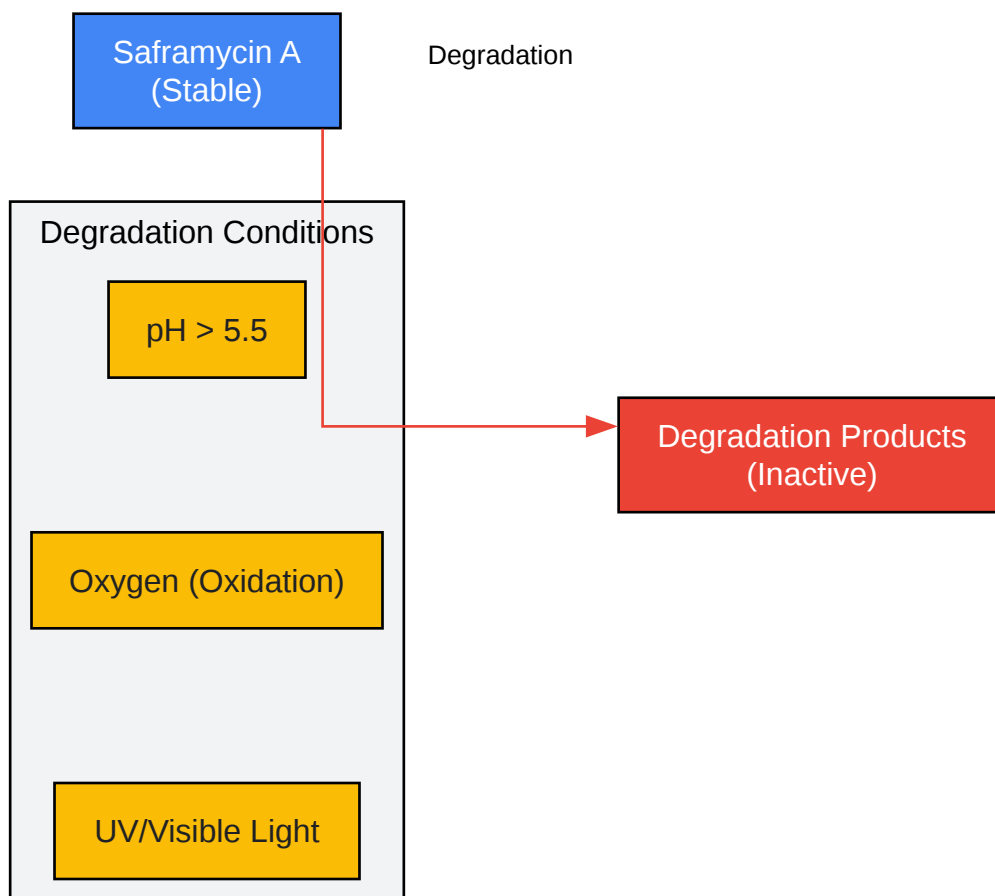 Saframycin A
(Stable)
Degradation
Degradation Conditions
pH > 5.5
Degradation Products
(Inactive)
Oxygen (Oxidation)
UV/Visible Light